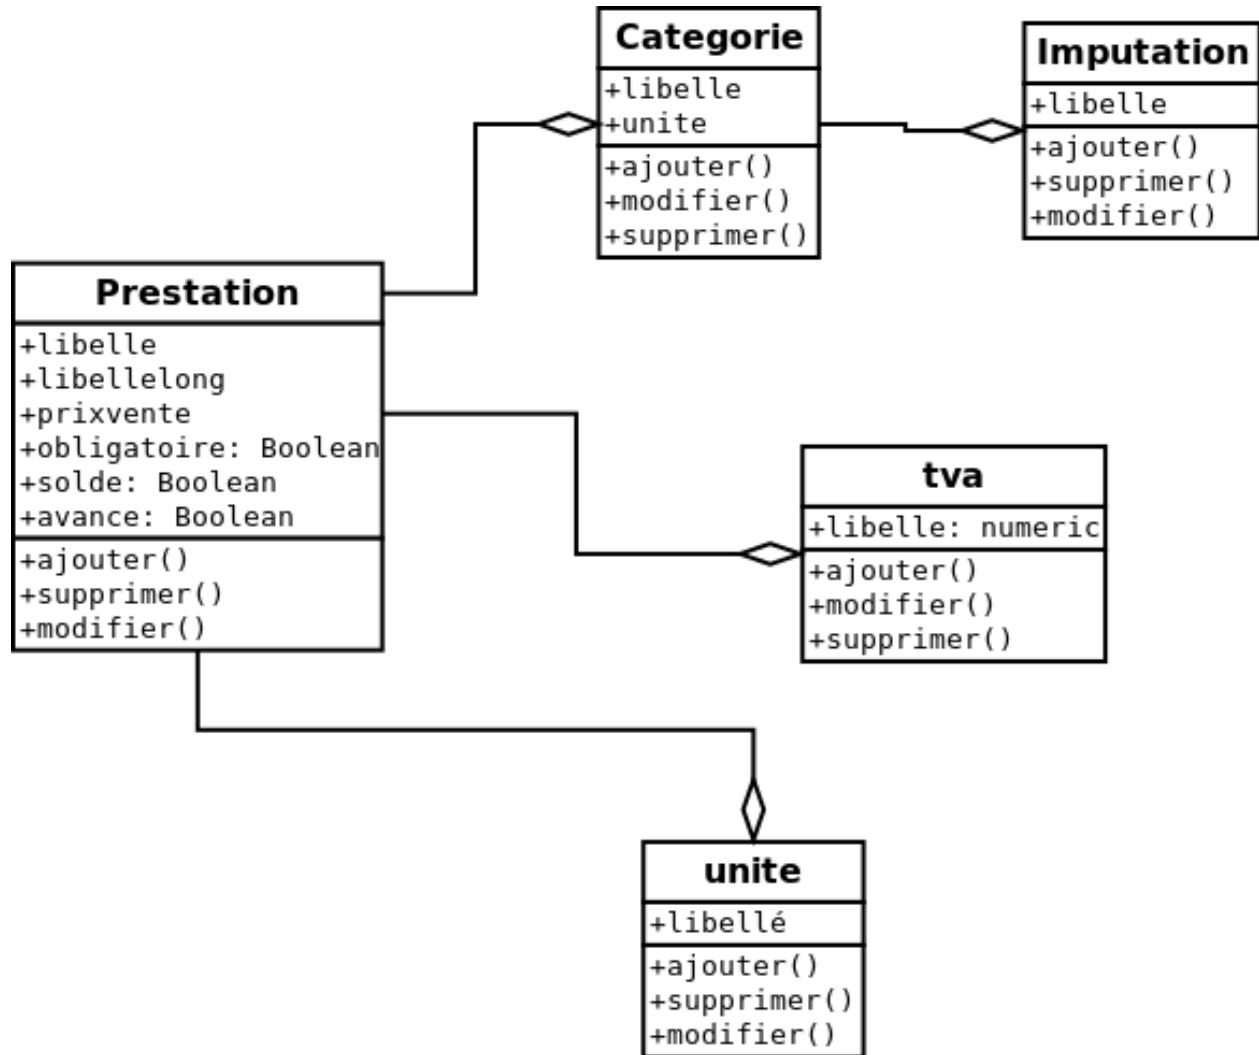 Categorie
+libelle
+unite
+ajouter()
+modifier()
+supprimer()
Imputation
+libelle
+ajouter()
+supprimer()
+modifier()
Prestation
+libelle
+libellelong
+prixvente
+obligatoire: Boolean
+solde: Boolean
+avance: Boolean
+ajouter()
+supprimer()
+modifier()
tva
+libelle: numeric
+ajouter()
+modifier()
+supprimer()
unite
+libellé
+ajouter()
+supprimer()
+modifier()